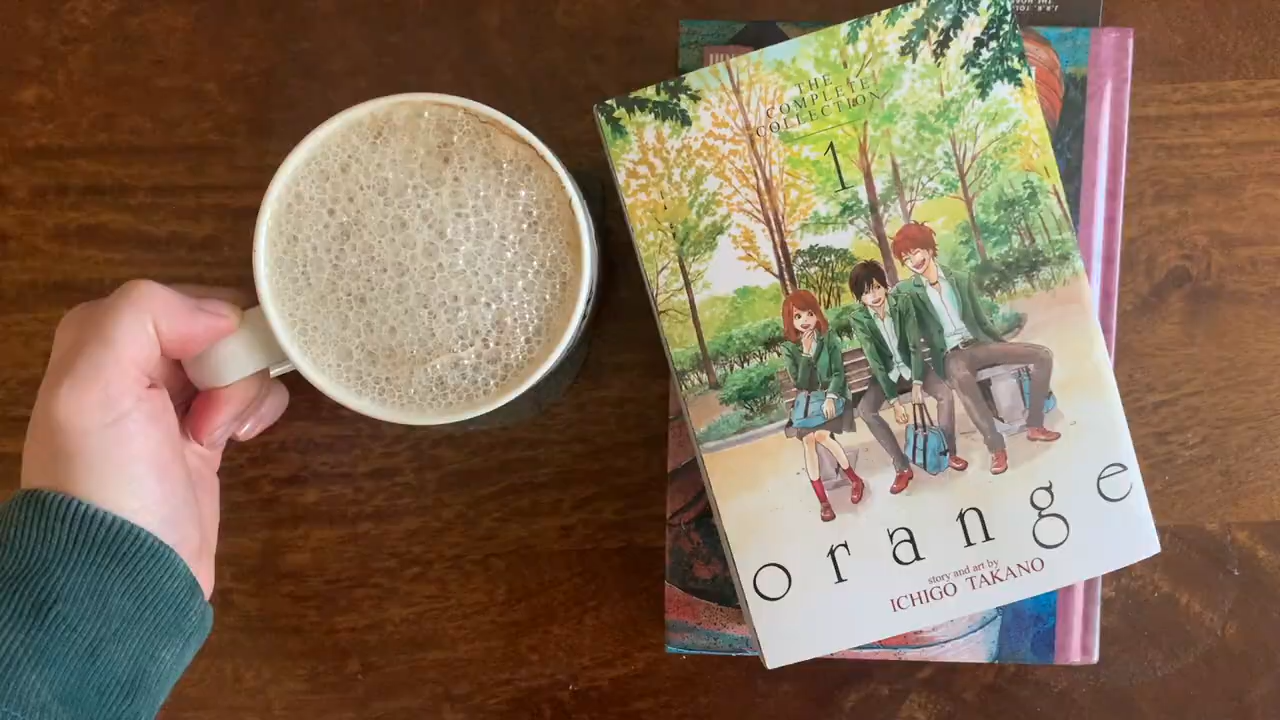 THE
COMPLETE
COLLECTION
1
orange
story and art by
ICHIGO TAKANO